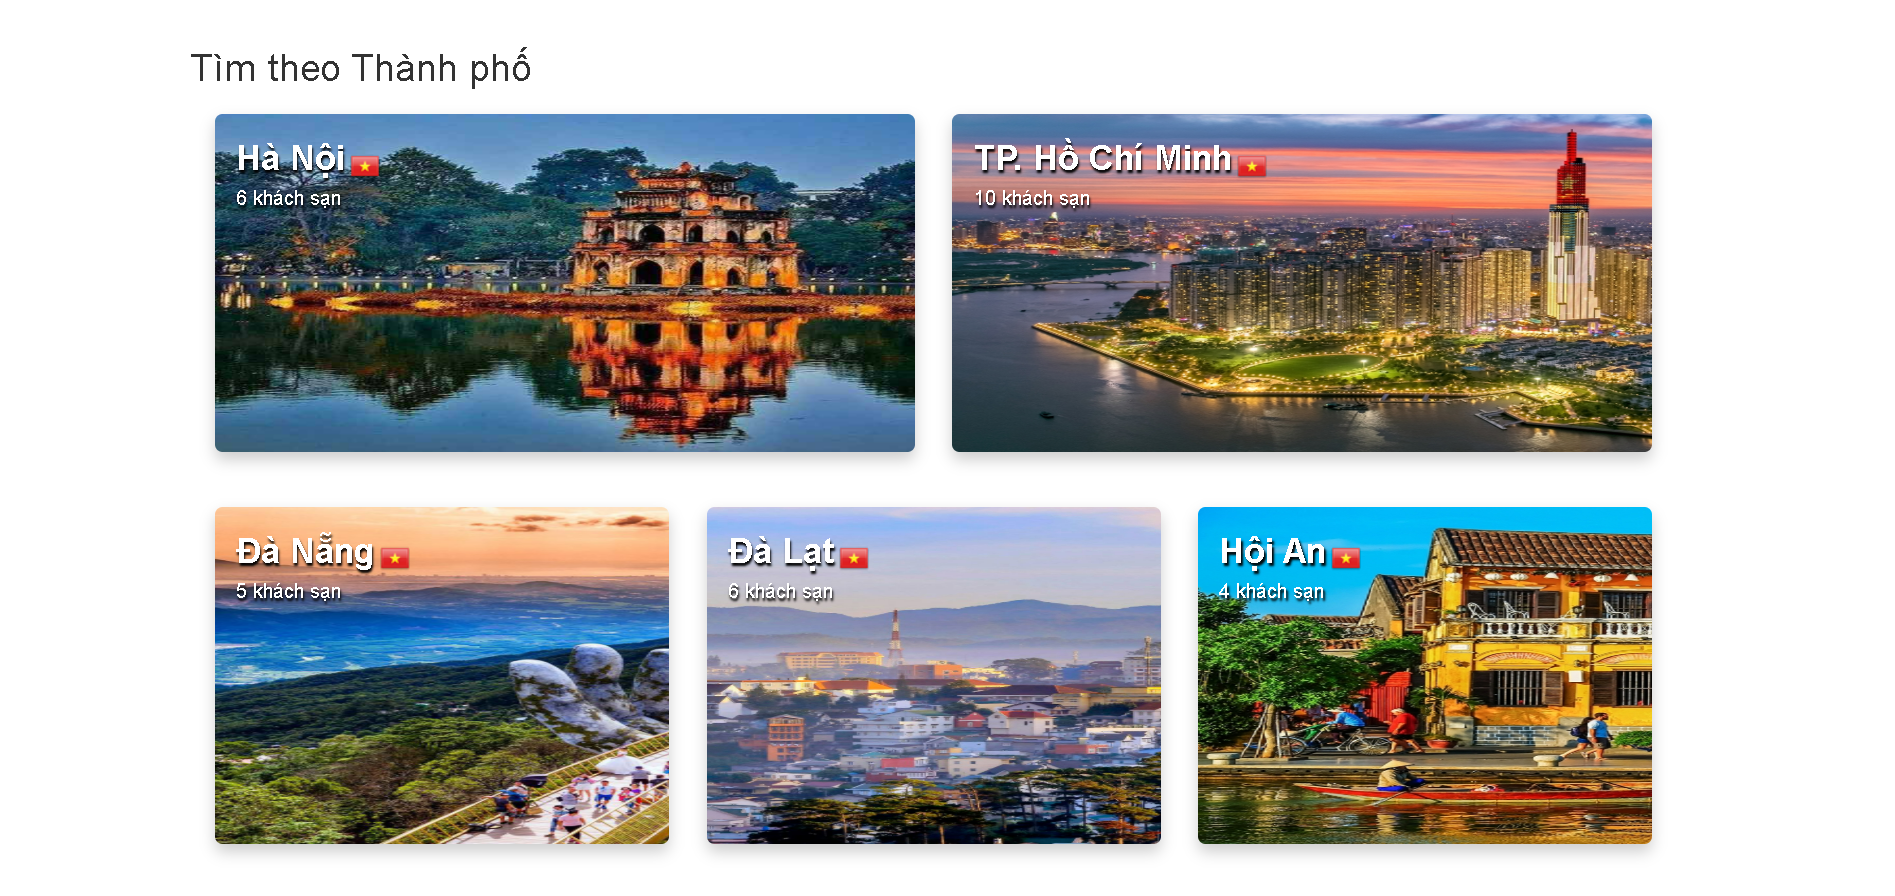 Tìm theo Thành phố
Hà Nội
6 khách sạn
TP. Hồ Chí Minh
10 khách sạn
Đà Nẵng
5 khách sạn
Đà Lạt
6 khách sạn
Hội An
4 khách sạn